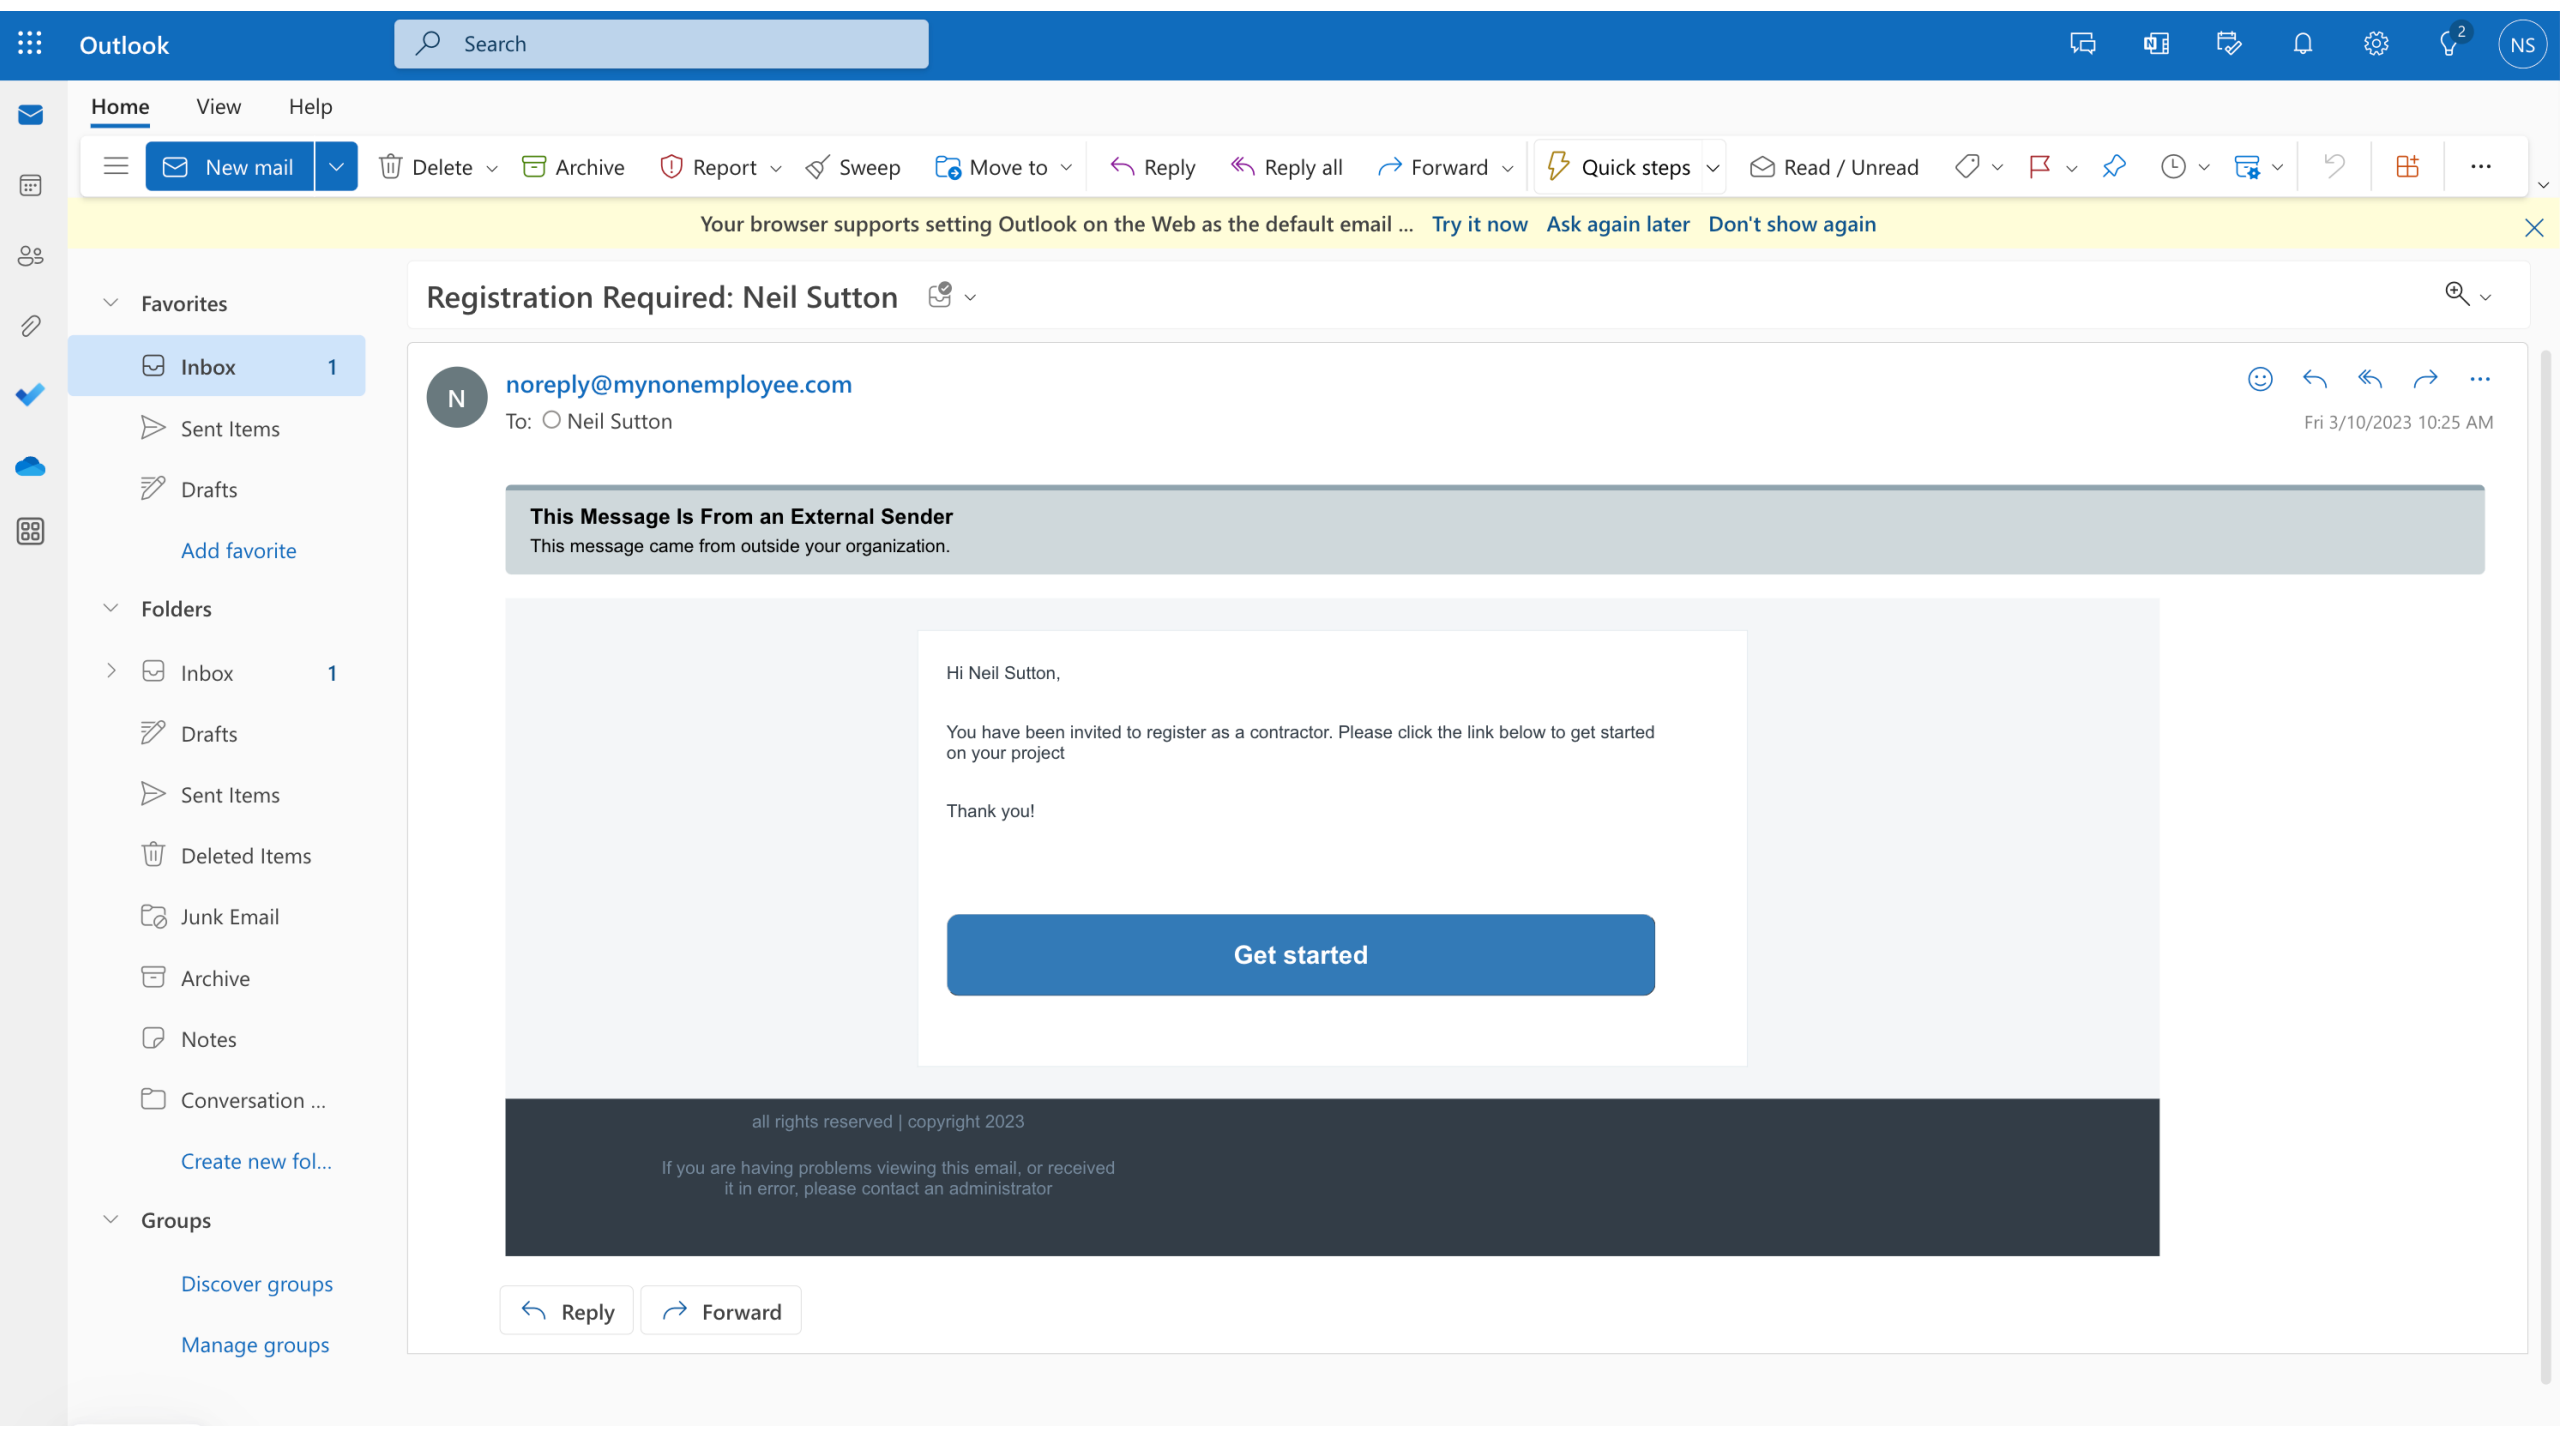 Outlook
Search
2
NS
Home
View
Help
New mail
Delete
Archive
Report
Sweep
Move to
Reply
Reply all
Forward
Quick steps
Read / Unread
Your browser supports setting Outlook on the Web as the default email ... Try it now Ask again later Don't show again
Favorites
Inbox 1
Sent Items
Drafts
Add favorite
Folders
Inbox 1
Drafts
Sent Items
Deleted Items
Junk Email
Archive
Notes
Conversation ...
Create new fol...
Groups
Discover groups
Manage groups
Registration Required: Neil Sutton
N
noreply@mynonemployee.com
To: Neil Sutton
Fri 3/10/2023 10:25 AM
This Message Is From an External Sender
This message came from outside your organization.
Hi Neil Sutton,
You have been invited to register as a contractor. Please click the link below to get started
on your project
Thank you!
Get started
all rights reserved | copyright 2023
If you are having problems viewing this email, or received
it in error, please contact an administrator
Reply
Forward